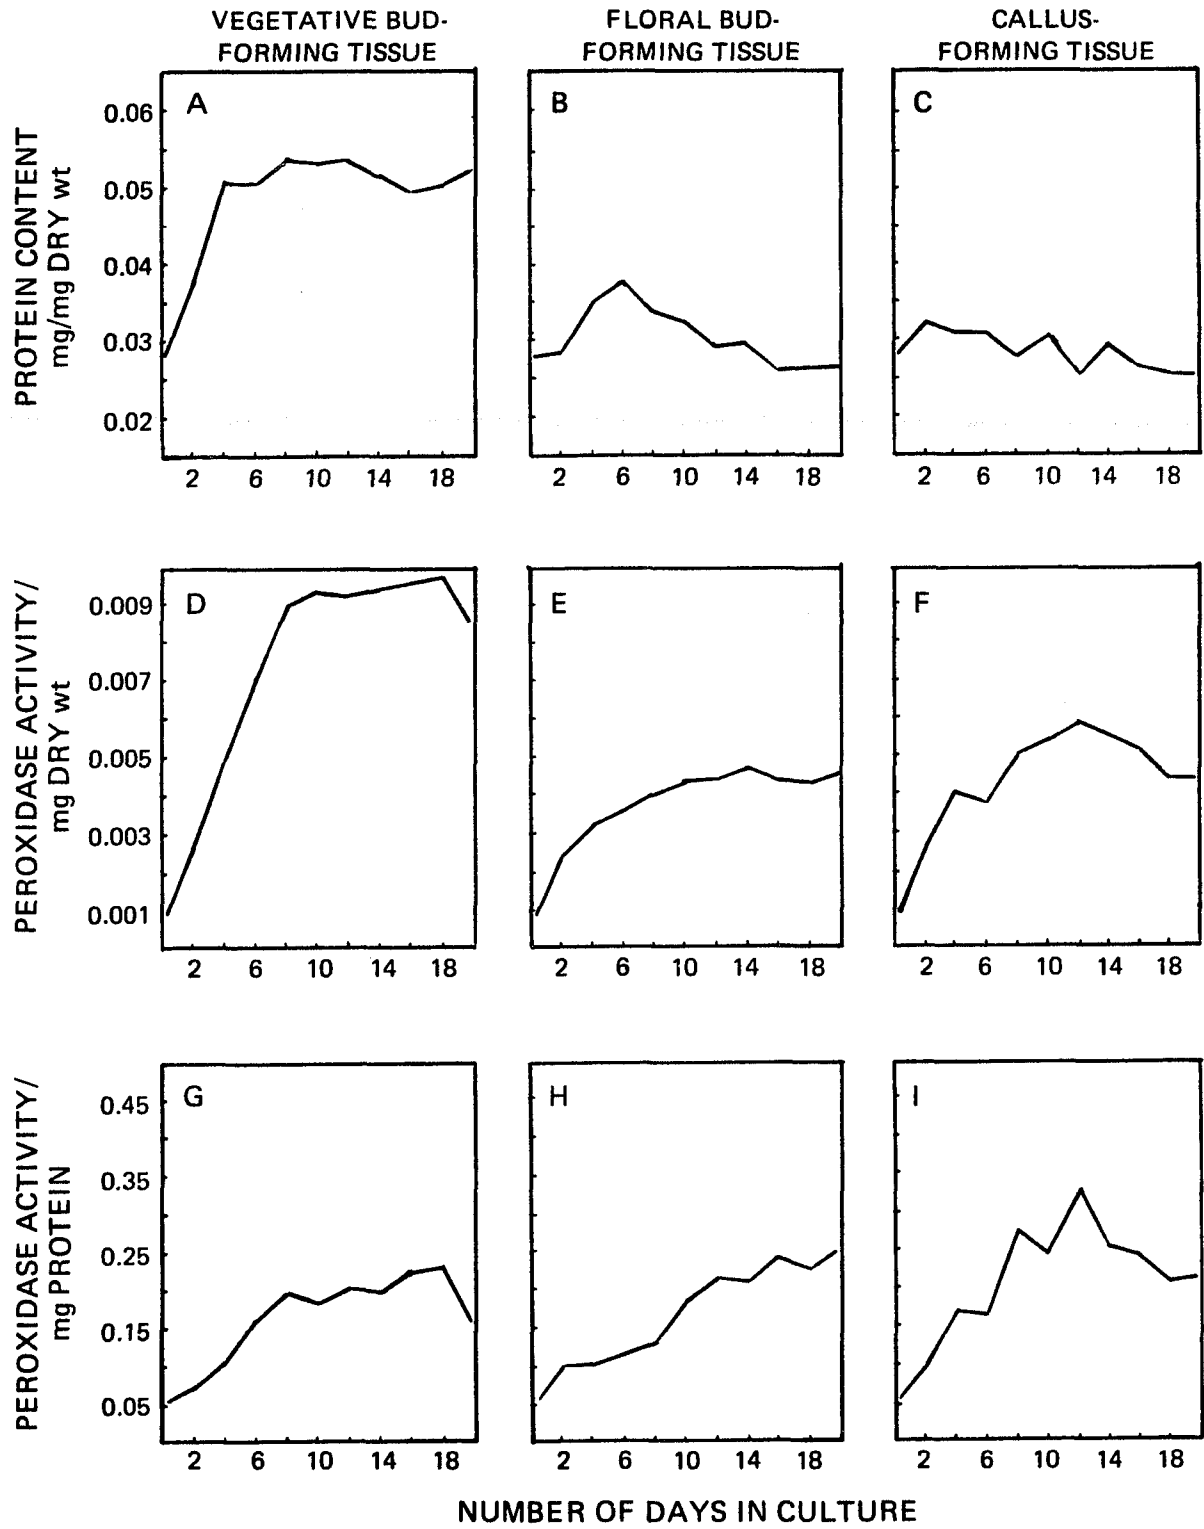 VEGETATIVE BUD-
FORMING TISSUE
FLORAL BUD-
FORMING TISSUE
CALLUS-
FORMING TISSUE
PROTEIN CONTENT
mg/mg DRY wt
0.06
0.05
0.04
0.03
0.02
A
B
C
2 6 10 14 18
2 6 10 14 18
2 6 10 14 18
PEROXIDASE ACTIVITY/
mg DRY wt
0.009
0.007
0.005
0.003
0.001
D
E
F
2 6 10 14 18
2 6 10 14 18
2 6 10 14 18
PEROXIDASE ACTIVITY/
mg PROTEIN
0.45
0.35
0.25
0.15
0.05
G
H
I
2 6 10 14 18
2 6 10 14 18
2 6 10 14 18
NUMBER OF DAYS IN CULTURE